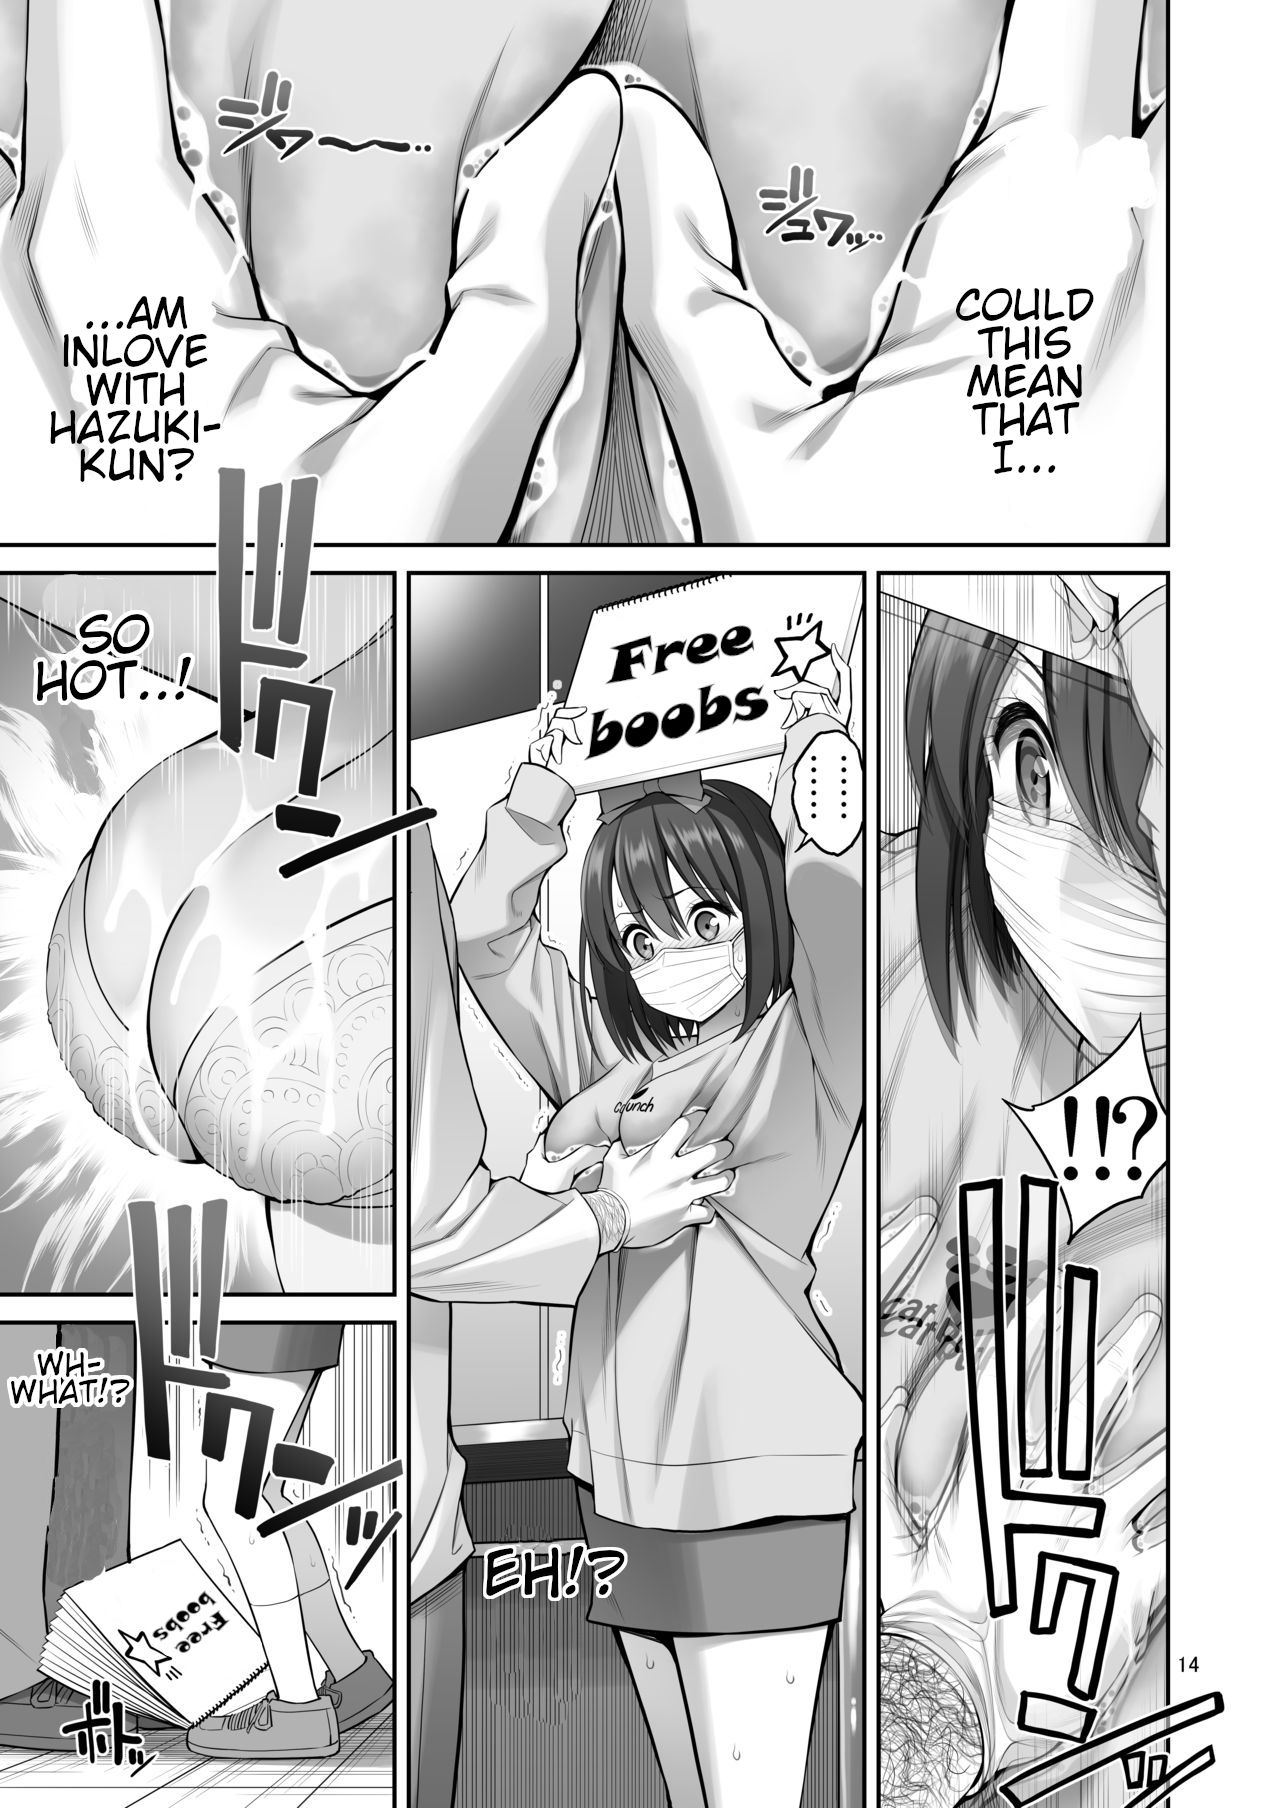 ジワ〜〜…
ジュワッ…
COULD
THIS
MEAN
THAT
I...
...AM
INLOVE
WITH
HAZUKI-
KUN?
!!?
ドクンッ
Free
boobs
EH!?
SO
HOT..!
ドクン
WH-
WHAT!?
ドクンッ
Free
boobs
ボトッ
14